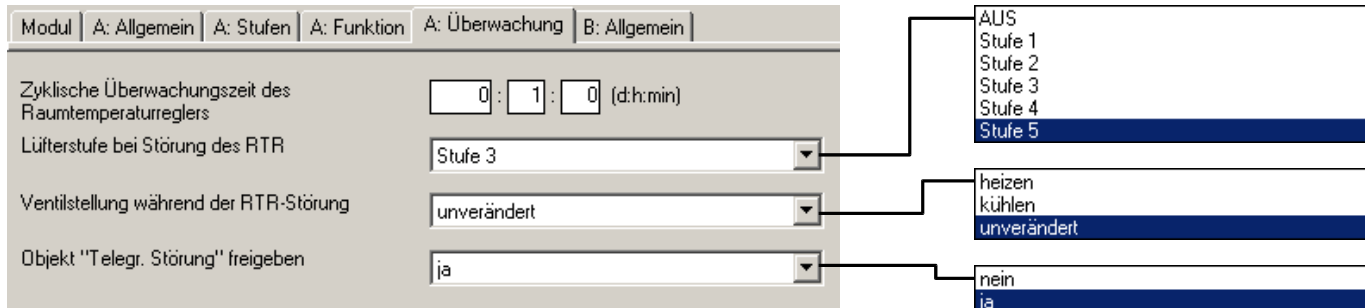 Modul A: Allgemein A: Stufen A: Funktion A: Überwachung B: Allgemein
Zyklische Überwachungszeit des
Raumtemperaturreglers
0 : 1 : 0 (d:h:min)
Lüfterstufe bei Störung des RTR
Stufe 3
Ventilstellung während der RTR-Störung
unverändert
Objekt "Telegr. Störung" freigeben
ja
AUS
Stufe 1
Stufe 2
Stufe 3
Stufe 4
Stufe 5
heizen
kühlen
unverändert
nein
ja